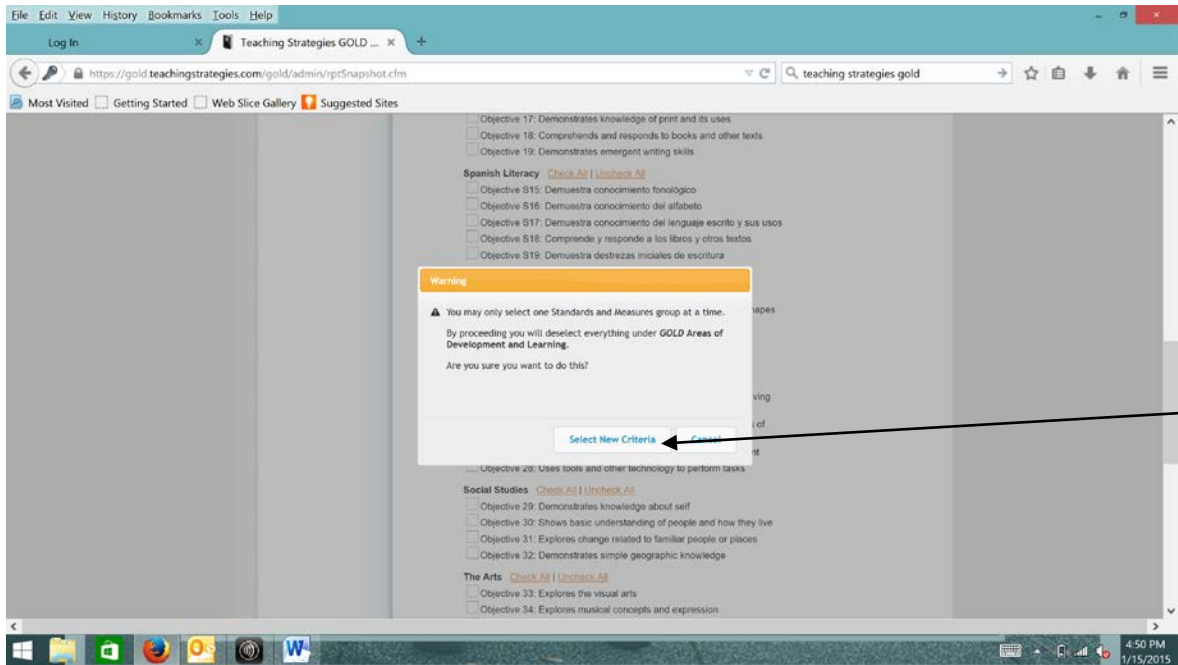 File Edit View History Bookmarks Tools Help
Log In × Teaching Strategies GOLD ... × +
https://gold.teachingstrategies.com/gold/admin/rptSnapshot.cfm teaching strategies gold
Most Visited Getting Started Web Slice Gallery Suggested Sites
Objective 17: Demonstrates knowledge of print and its uses
Objective 18: Comprehends and responds to books and other texts
Objective 19: Demonstrates emergent writing skills
Spanish Literacy Check All | Uncheck All
Objective S15: Demuestra conocimiento fonológico
Objective S16: Demuestra conocimiento del alfabeto
Objective S17: Demuestra conocimiento del lenguaje escrito y sus usos
Objective S18: Comprende y responde a los libros y otros textos
Objective S19: Demuestra destrezas iniciales de escritura
Warning
You may only select one Standards and Measures group at a time.
apes
By proceeding you will deselect everything under GOLD Areas of
Development and Learning.
Are you sure you want to do this?
ving
of
Select New Criteria Cancel
nt
Objective 28: Uses tools and other technology to perform tasks
Social Studies Check All | Uncheck All
Objective 29: Demonstrates knowledge about self
Objective 30: Shows basic understanding of people and how they live
Objective 31: Explores change related to familiar people or places
Objective 32: Demonstrates simple geographic knowledge
The Arts Check All | Uncheck All
Objective 33: Explores the visual arts
Objective 34: Explores musical concepts and expression
4:50 PM
1/15/2015